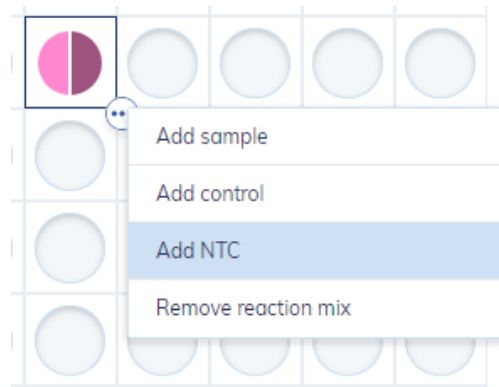 Add sample
Add control
Add NTC
Remove reaction mix